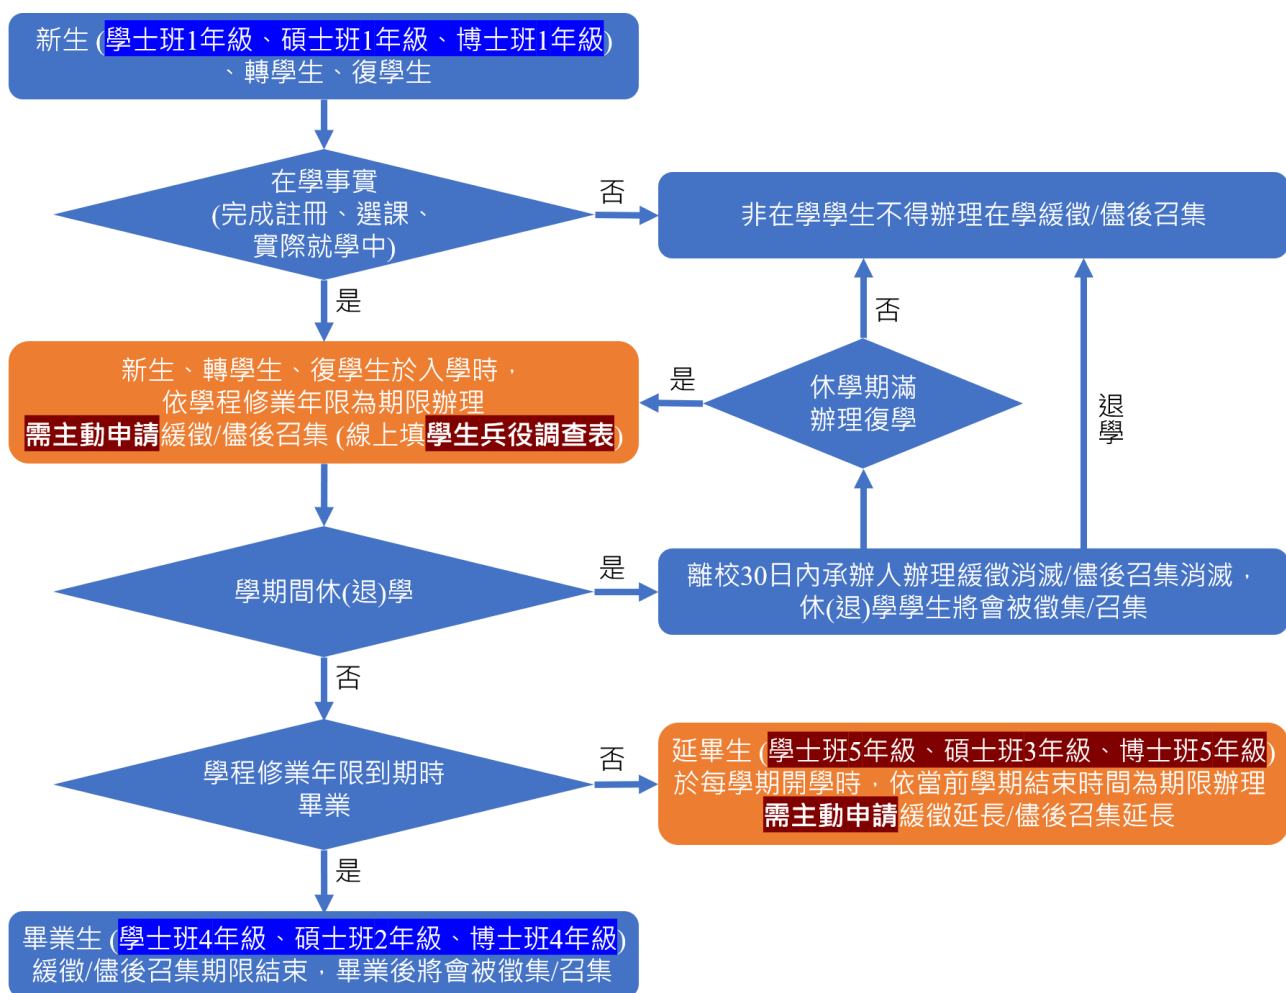 新生 (學士班1年級、碩士班1年級、博士班1年級)
、轉學生、復學生
在學事實
(完成註冊、選課、
實際就學中)
否
非在學學生不得辦理在學緩徵/儘後召集
是
新生、轉學生、復學生於入學時，
依學程修業年限為期限辦理
需主動申請緩徵/儘後召集 (線上填學生兵役調查表)
是
休學期滿
辦理復學
否
退學
學期間休(退)學
是
離校30日內承辦人辦理緩徵消滅/儘後召集消滅，
休(退)學學生將會被徵集/召集
否
學程修業年限到期時
畢業
否
延畢生 (學士班5年級、碩士班3年級、博士班5年級)
於每學期開學時，依當前學期結束時間為期限辦理
需主動申請緩徵延長/儘後召集延長
是
畢業生 (學士班4年級、碩士班2年級、博士班4年級)
緩徵/儘後召集期限結束，畢業後將會被徵集/召集